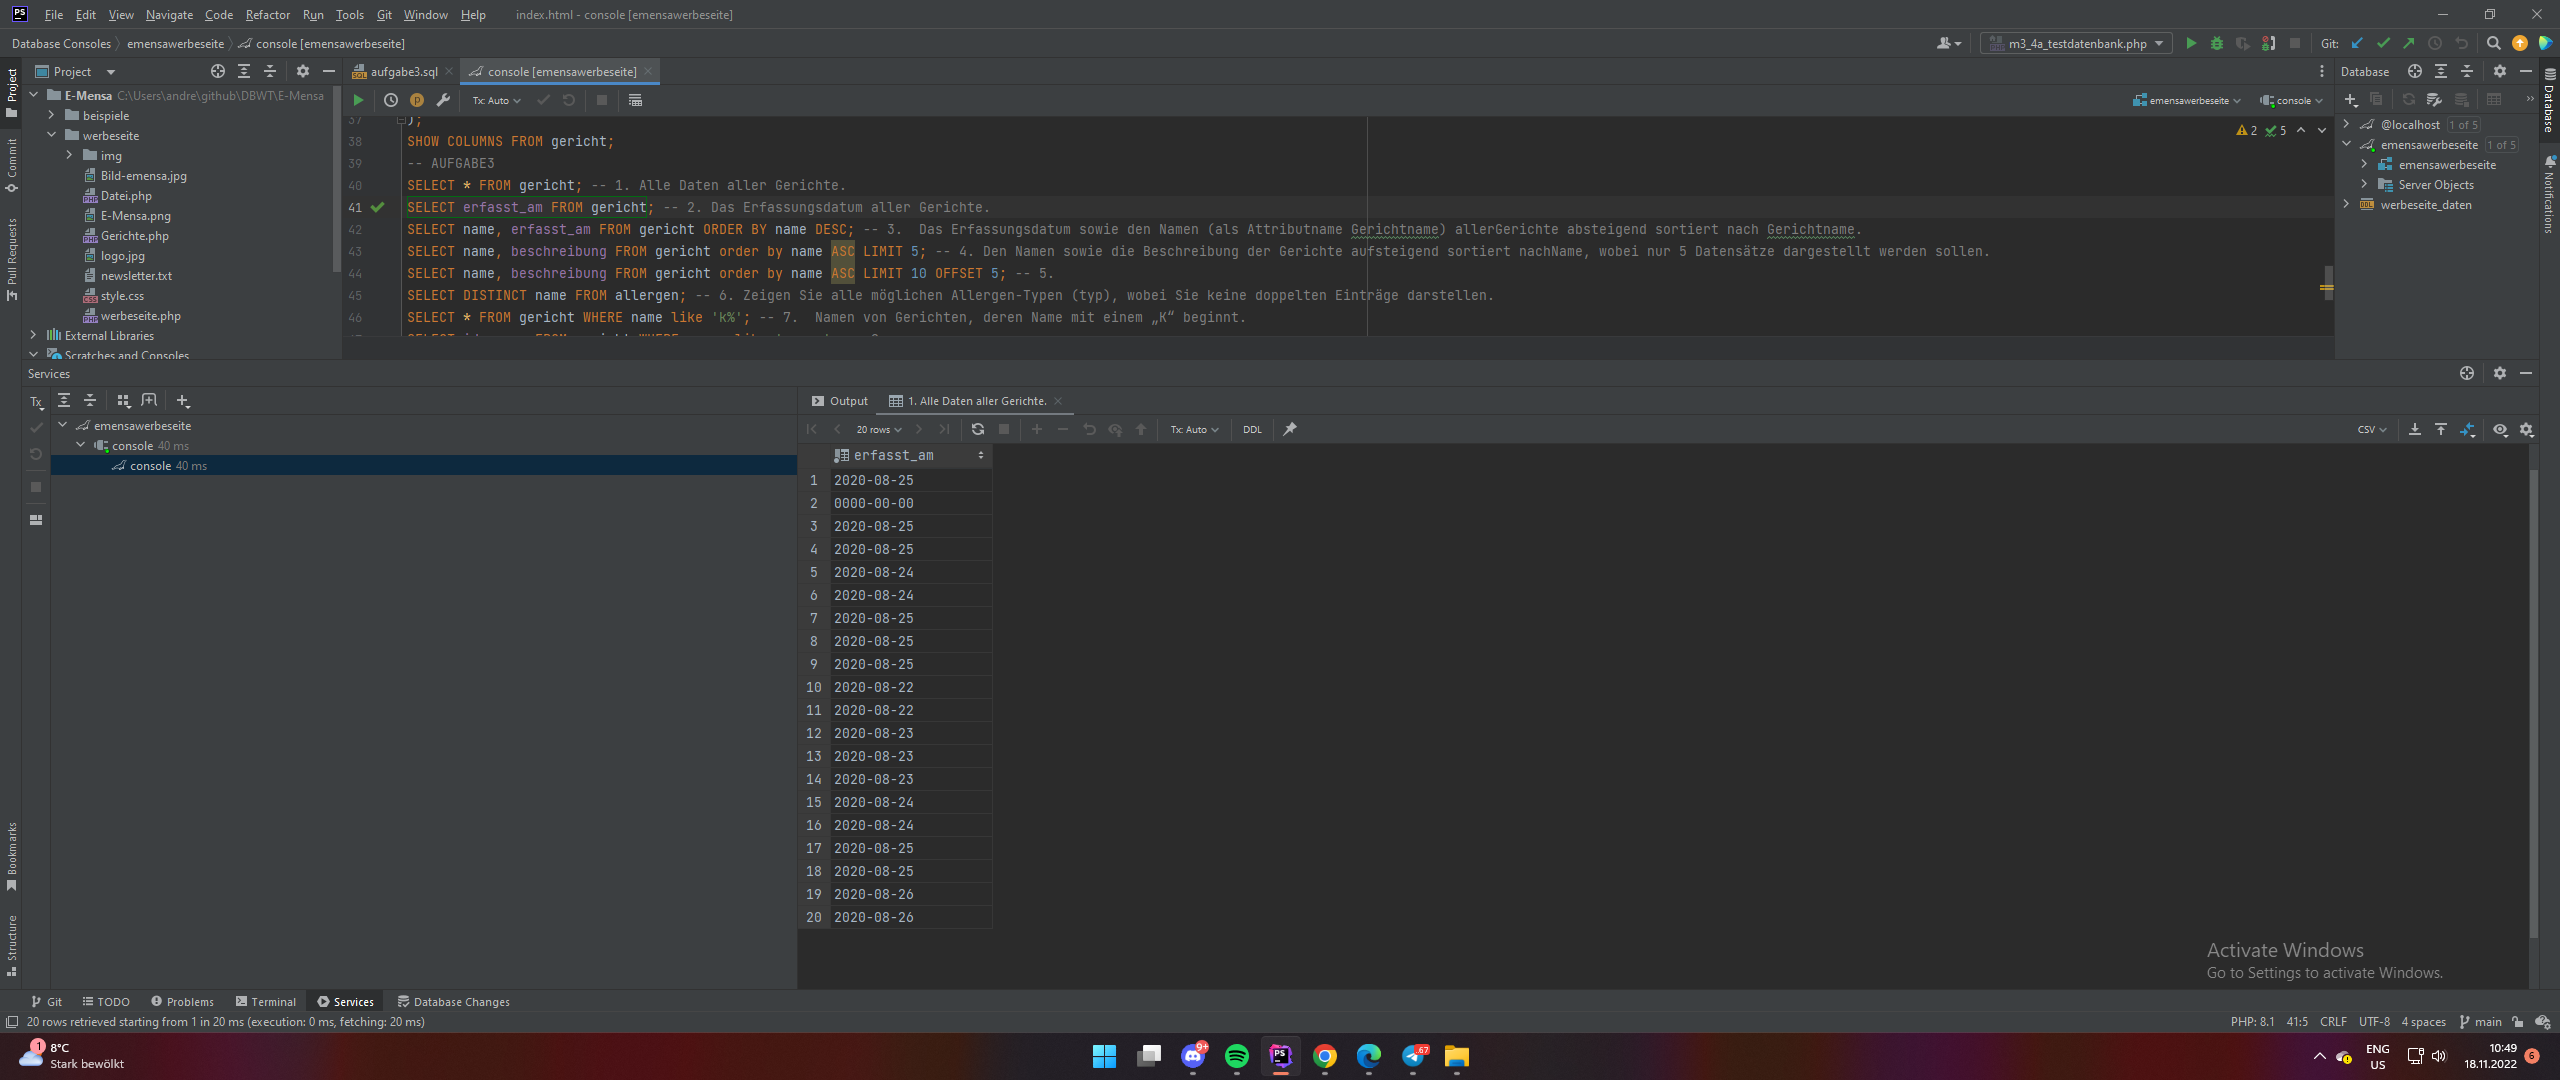 PS File Edit View Navigate Code Refactor Run Tools Git Window Help index.html - console [emensawerbeseite]
Database Consoles emensawerbeseite console [emensawerbeseite] m3_4a_testdatenbank.php Git:
Project aufgabe3.sql console [emensawerbeseite] Database
E-Mensa C:\Users\andre\github\DBWT\E-Mensa Tx: Auto emensawerbeseite console
beispiele
werbeseite
img
Bild-emensa.jpg
Datei.php
E-Mensa.png
Gerichte.php
logo.jpg
newsletter.txt
style.css
werbeseite.php
External Libraries
Scratches and Consoles
37 );
38 SHOW COLUMNS FROM gericht;
39 -- AUFGABE3
40 SELECT * FROM gericht; -- 1. Alle Daten aller Gerichte.
41 SELECT erfasst_am FROM gericht; -- 2. Das Erfassungsdatum aller Gerichte.
42 SELECT name, erfasst_am FROM gericht ORDER BY name DESC; -- 3.  Das Erfassungsdatum sowie den Namen (als Attributname Gerichtname) allerGerichte absteigend sortiert nach Gerichtname.
43 SELECT name, beschreibung FROM gericht order by name ASC LIMIT 5; -- 4. Den Namen sowie die Beschreibung der Gerichte aufsteigend sortiert nachName, wobei nur 5 Datensätze dargestellt werden sollen.
44 SELECT name, beschreibung FROM gericht order by name ASC LIMIT 10 OFFSET 5; -- 5.
45 SELECT DISTINCT name FROM allergen; -- 6. Zeigen Sie alle möglichen Allergen-Typen (typ), wobei Sie keine doppelten Einträge darstellen.
46 SELECT * FROM gericht WHERE name like 'k%'; -- 7.  Namen von Gerichten, deren Name mit einem „K“ beginnt.
2 5
@localhost 1 of 5
emensawerbeseite 1 of 5
emensawerbeseite
Server Objects
werbeseite_daten
Project
Commit
Pull Requests
Bookmarks
Structure
Database
Notifications
Services
Tx
emensawerbeseite
console 40 ms
console 40 ms
Output 1. Alle Daten aller Gerichte.
20 rows Tx: Auto DDL CSV
erfasst_am
1 2020-08-25
2 0000-00-00
3 2020-08-25
4 2020-08-25
5 2020-08-24
6 2020-08-24
7 2020-08-25
8 2020-08-25
9 2020-08-25
10 2020-08-22
11 2020-08-22
12 2020-08-23
13 2020-08-23
14 2020-08-23
15 2020-08-24
16 2020-08-24
17 2020-08-25
18 2020-08-25
19 2020-08-26
20 2020-08-26
Activate Windows
Go to Settings to activate Windows.
Git TODO Problems Terminal Services Database Changes
20 rows retrieved starting from 1 in 20 ms (execution: 0 ms, fetching: 20 ms) PHP: 8.1 41:5 CRLF UTF-8 4 spaces main
1 8°C
Stark bewölkt
9+ PS 67
ENG
US
10:49
18.11.2022
6